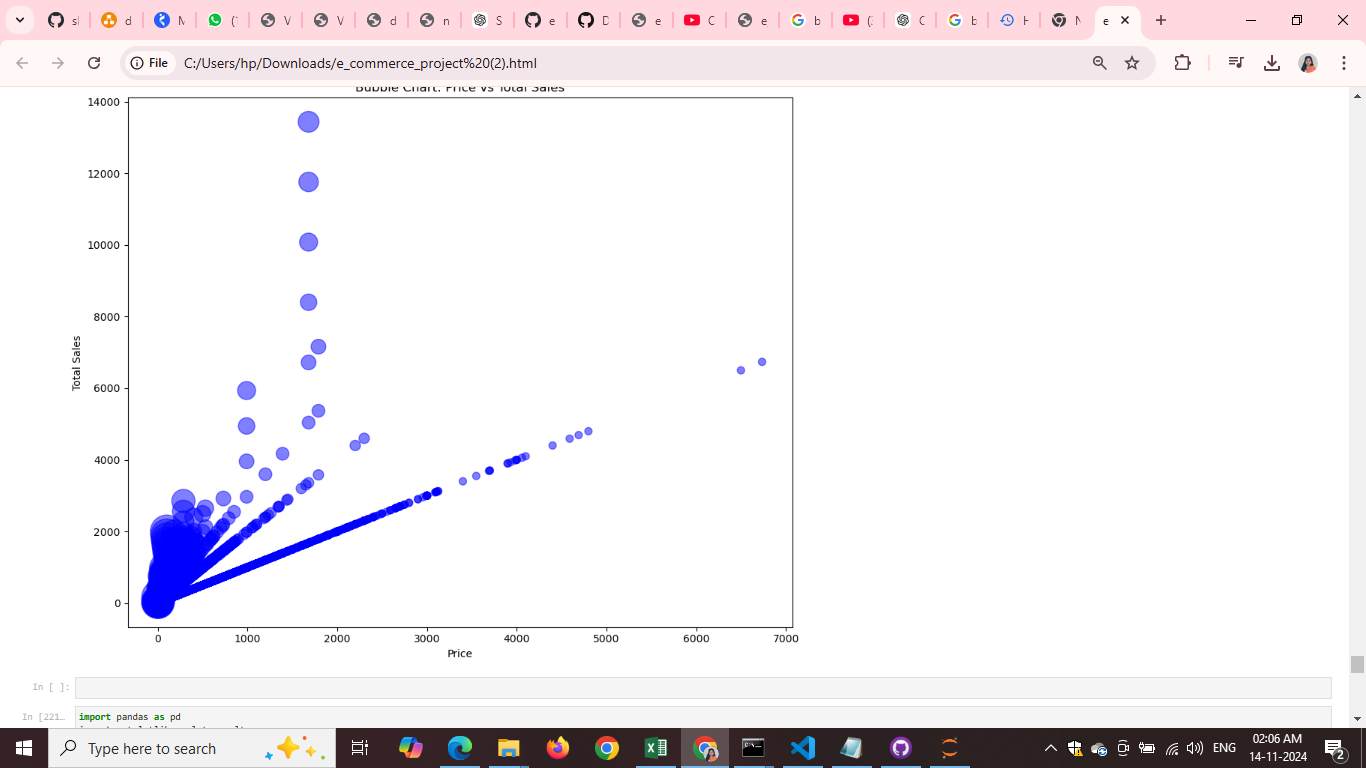 sl
d
M
(
V
V
d
n
S
e
D
e
C
e
b
(:
C
b
H
N
e
File
C:/Users/hp/Downloads/e_commerce_project%20(2).html
Bubble Chart: Price vs Total Sales
14000
12000
10000
8000
6000
4000
2000
0
Total Sales
0 1000 2000 3000 4000 5000 6000 7000
Price
In [ ]:
In [221…
import pandas as pd
Type here to search
ENG
02:06 AM
14-11-2024
2